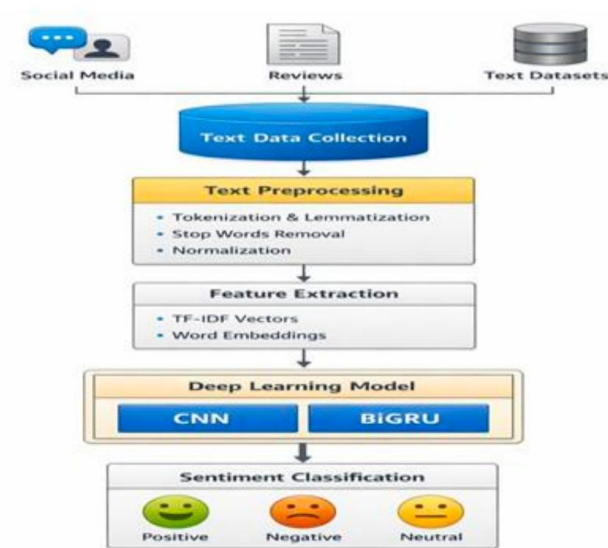 Social Media
Reviews
Text Datasets
Text Data Collection
Text Preprocessing
• Tokenization & Lemmatization
• Stop Words Removal
• Normalization
Feature Extraction
• TF-IDF Vectors
• Word Embeddings
Deep Learning Model
CNN
BiGRU
Sentiment Classification
Positive
Negative
Neutral